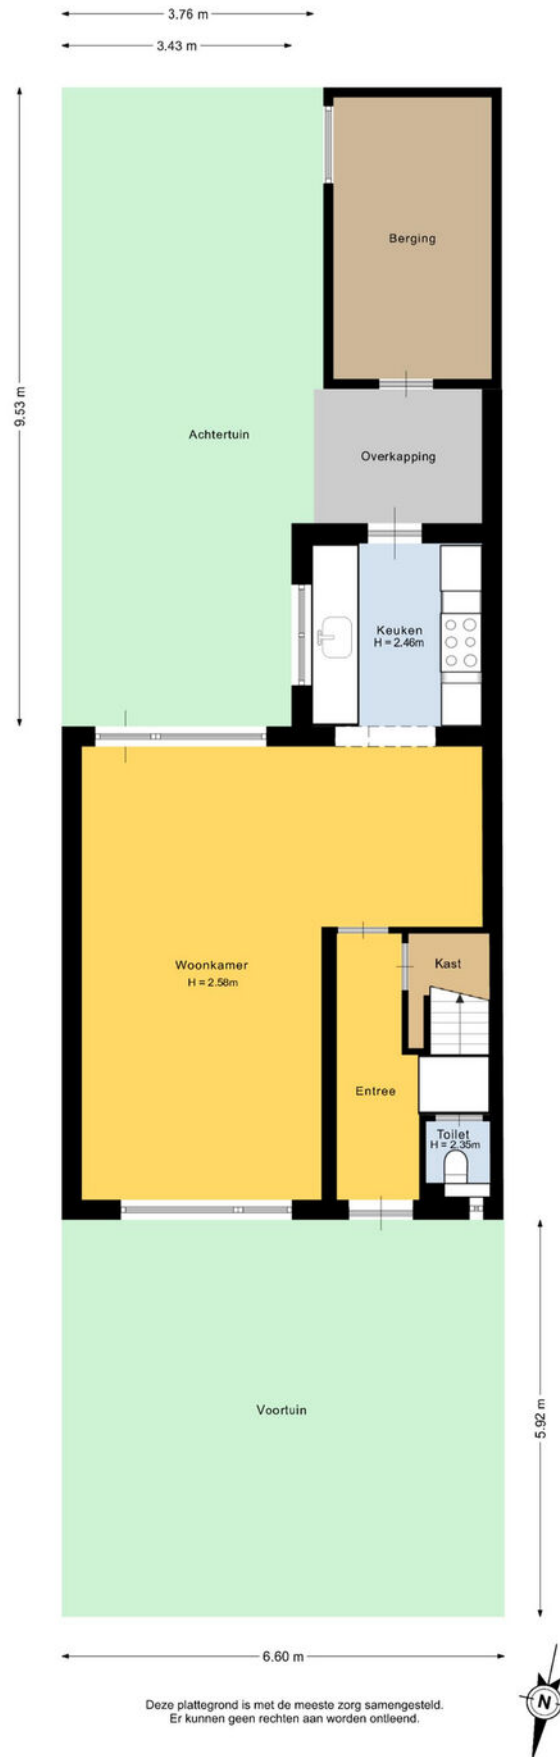 3.76 m
3.43 m
9.53 m
Berging
Achtertuin
Overkapping
Keuken
H = 2.46m
Woonkamer
H = 2.58m
Kast
Entree
Toilet
H = 2.35m
Voortuin
5.92 m
6.60 m
Deze plattegrond is met de meeste zorg samengesteld.
Er kunnen geen rechten aan worden ontleend.
N